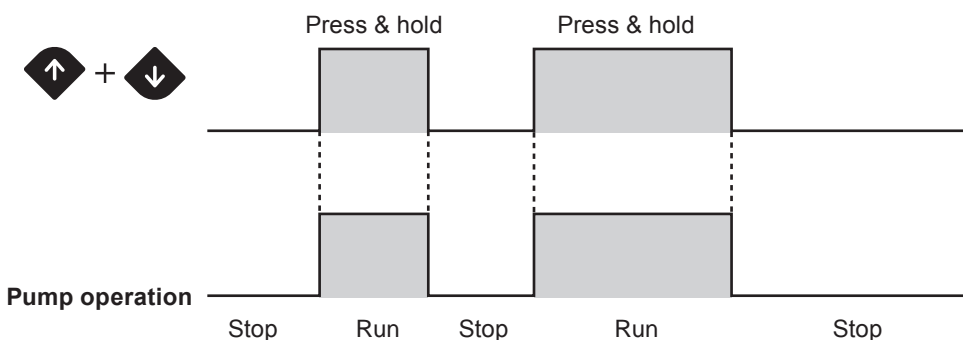 Press & hold Press & hold
↑ + ↓
Pump operation
Stop Run Stop Run Stop